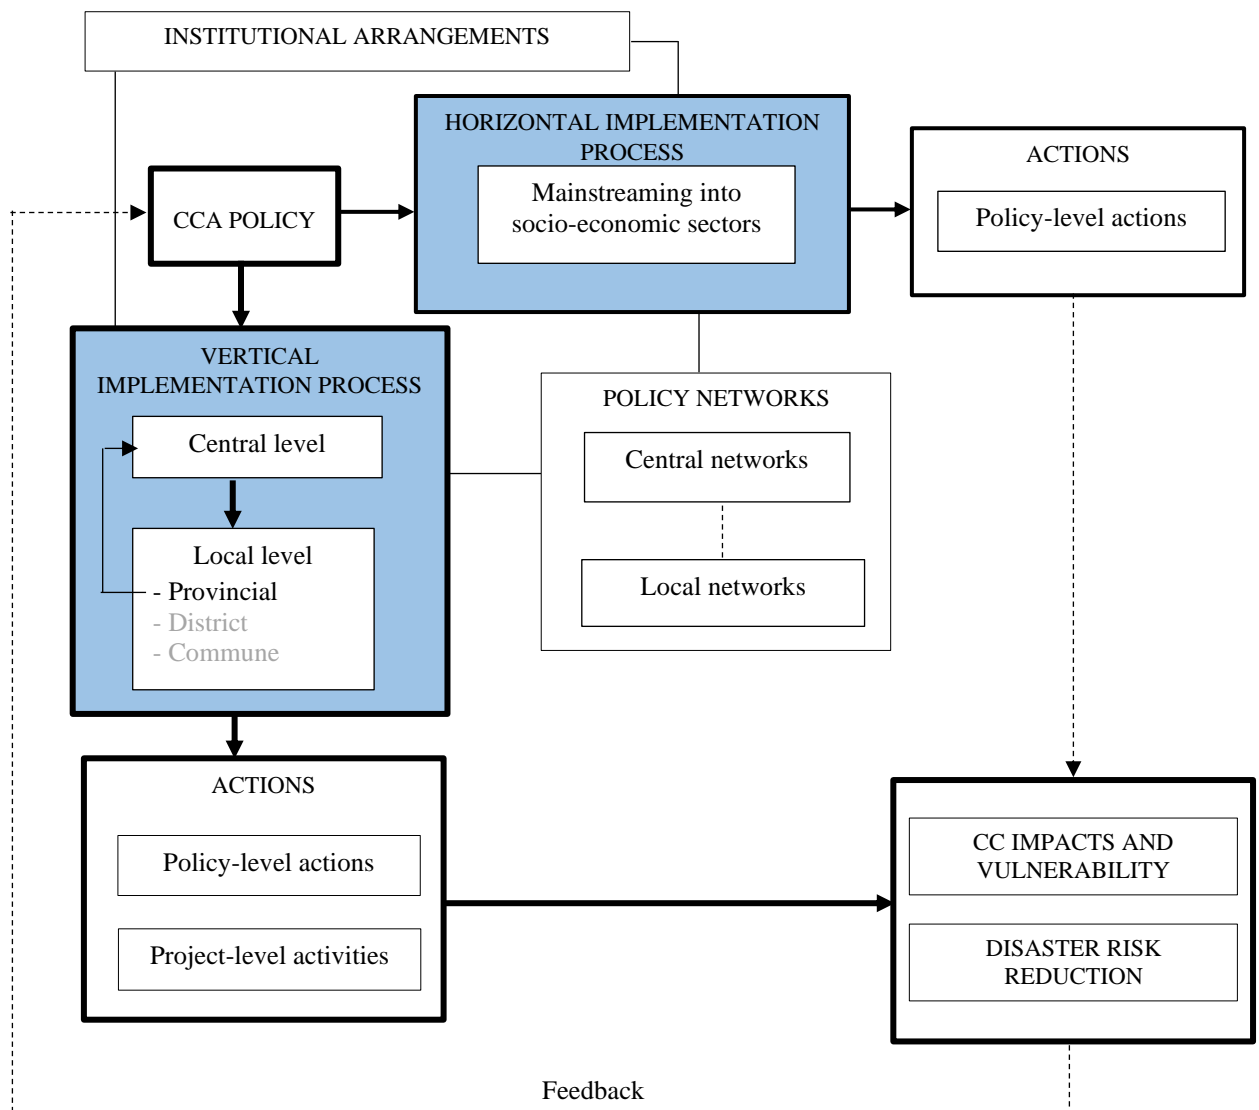 INSTITUTIONAL ARRANGEMENTS
HORIZONTAL IMPLEMENTATION
PROCESS
Mainstreaming into
socio-economic sectors
ACTIONS
Policy-level actions
CCA POLICY
VERTICAL
IMPLEMENTATION PROCESS
Central level
Local level
- Provincial
- District
- Commune
POLICY NETWORKS
Central networks
Local networks
ACTIONS
Policy-level actions
Project-level activities
CC IMPACTS AND
VULNERABILITY
DISASTER RISK
REDUCTION
Feedback